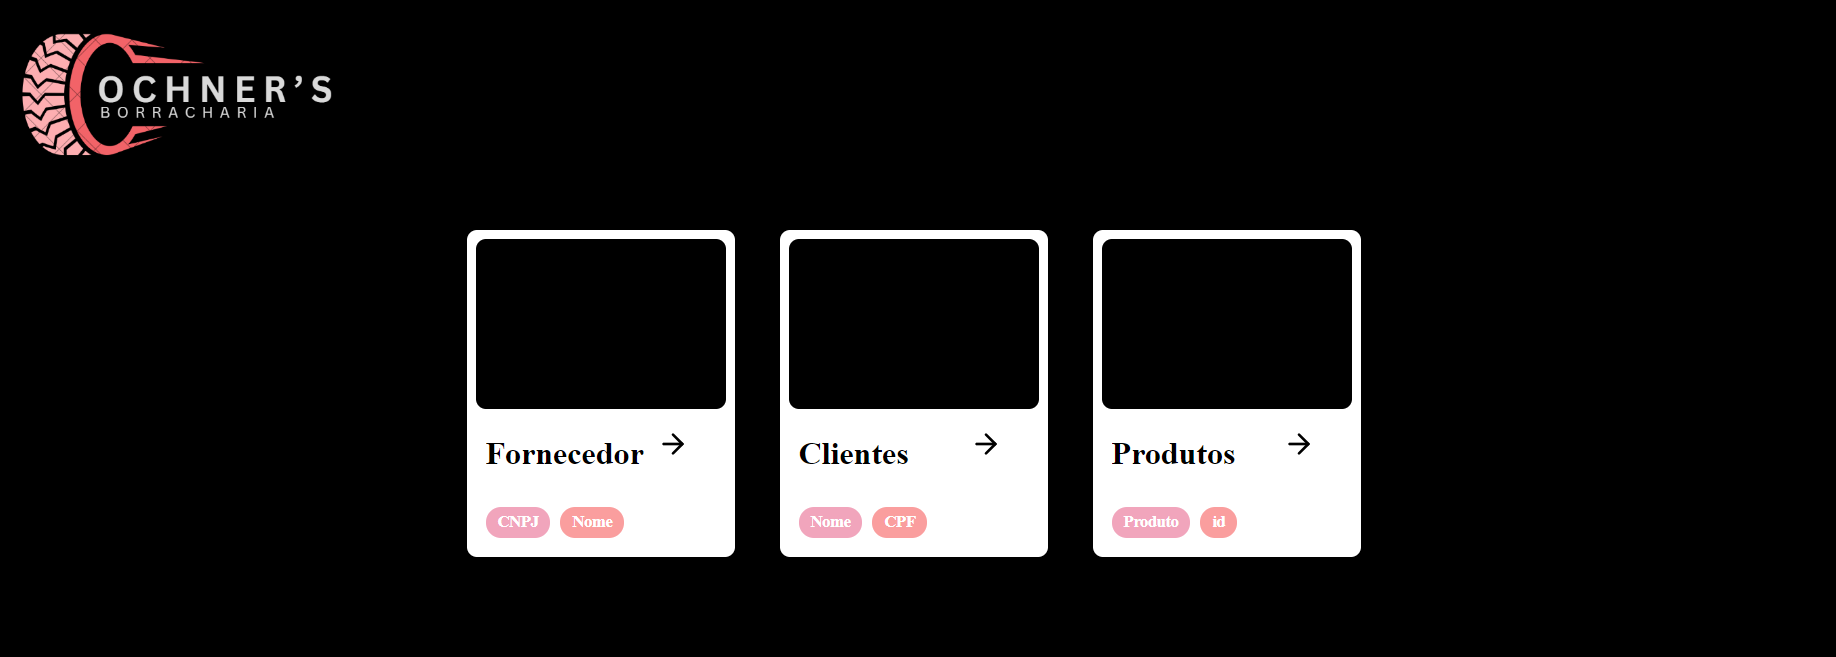 OCHNER'S
BORRACHARIA
Fornecedor
CNPJ Nome
Clientes
Nome CPF
Produtos
Produto id